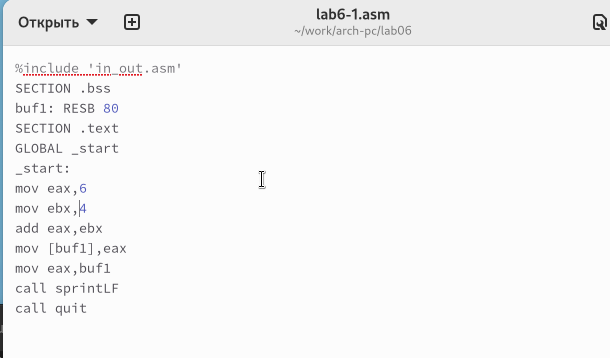 Открыть
lab6-1.asm
~/work/arch-pc/lab06
%include 'in_out.asm'
SECTION .bss
buf1: RESB 80
SECTION .text
GLOBAL _start
_start:
mov eax,6
mov ebx,4
add eax,ebx
mov [buf1],eax
mov eax,buf1
call sprintLF
call quit